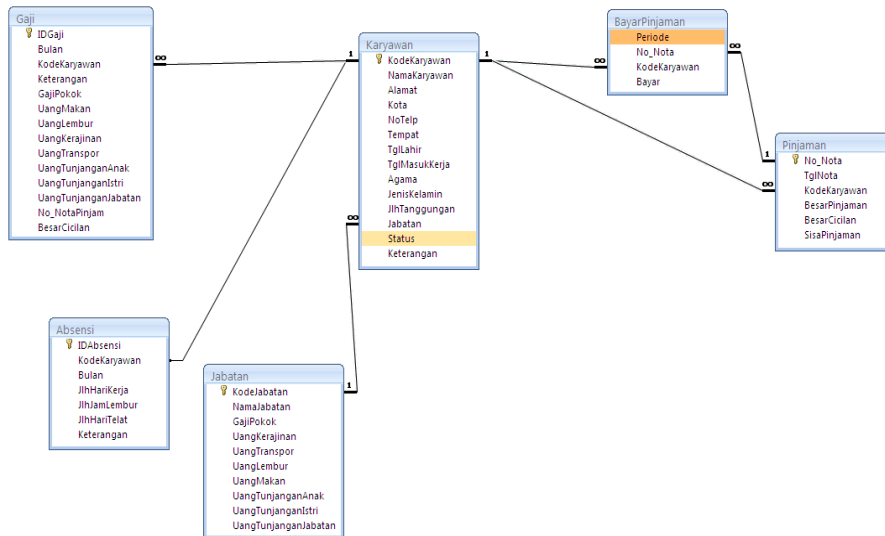 Gaji
IDGaji
Bulan
KodeKaryawan
Keterangan
GajiPokok
UangMakan
UangLembur
UangKerajinan
UangTranspor
UangTunjanganAnak
UangTunjanganIstri
UangTunjanganJabatan
No_NotaPinjam
BesarCicilan
∞
1
Karyawan
KodeKaryawan
NamaKaryawan
Alamat
Kota
NoTelp
Tempat
TglLahir
TglMasukKerja
Agama
JenisKelamin
JlhTanggungan
Jabatan
Status
Keterangan
1
∞
∞
BayarPinjaman
Periode
No_Nota
KodeKaryawan
Bayar
∞
1
∞
Pinjaman
No_Nota
TglNota
KodeKaryawan
BesarPinjaman
BesarCicilan
SisaPinjaman
Absensi
IDAbsensi
KodeKaryawan
Bulan
JlhHariKerja
JlhJamLembur
JlhHariTelat
Keterangan
Jabatan
KodeJabatan
NamaJabatan
GajiPokok
UangKerajinan
UangTranspor
UangLembur
UangMakan
UangTunjanganAnak
UangTunjanganIstri
UangTunjanganJabatan
1